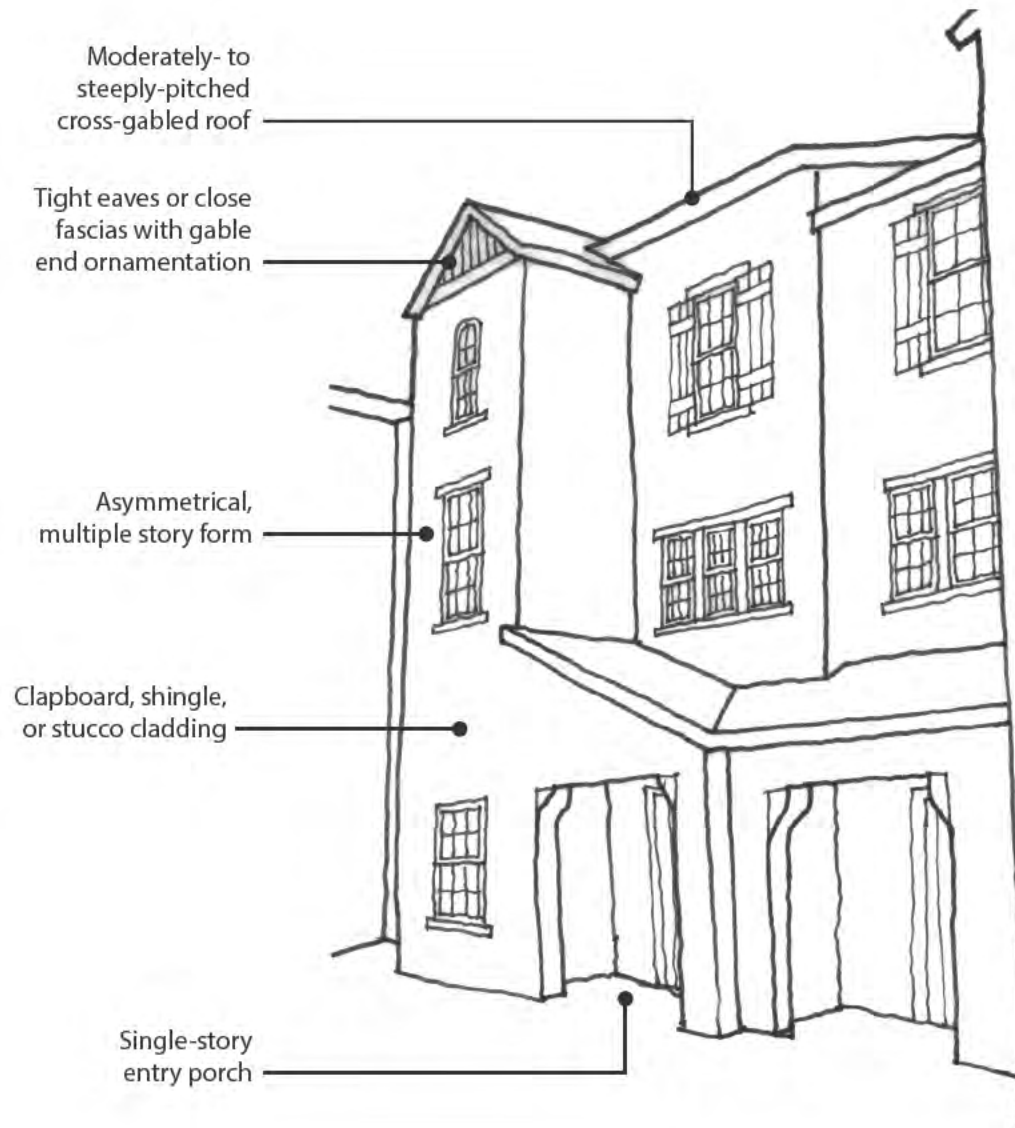 Moderately- to
steeply-pitched
cross-gabled roof
Tight eaves or close
fascias with gable
end ornamentation
Asymmetrical,
multiple story form
Clapboard, shingle,
or stucco cladding
Single-story
entry porch